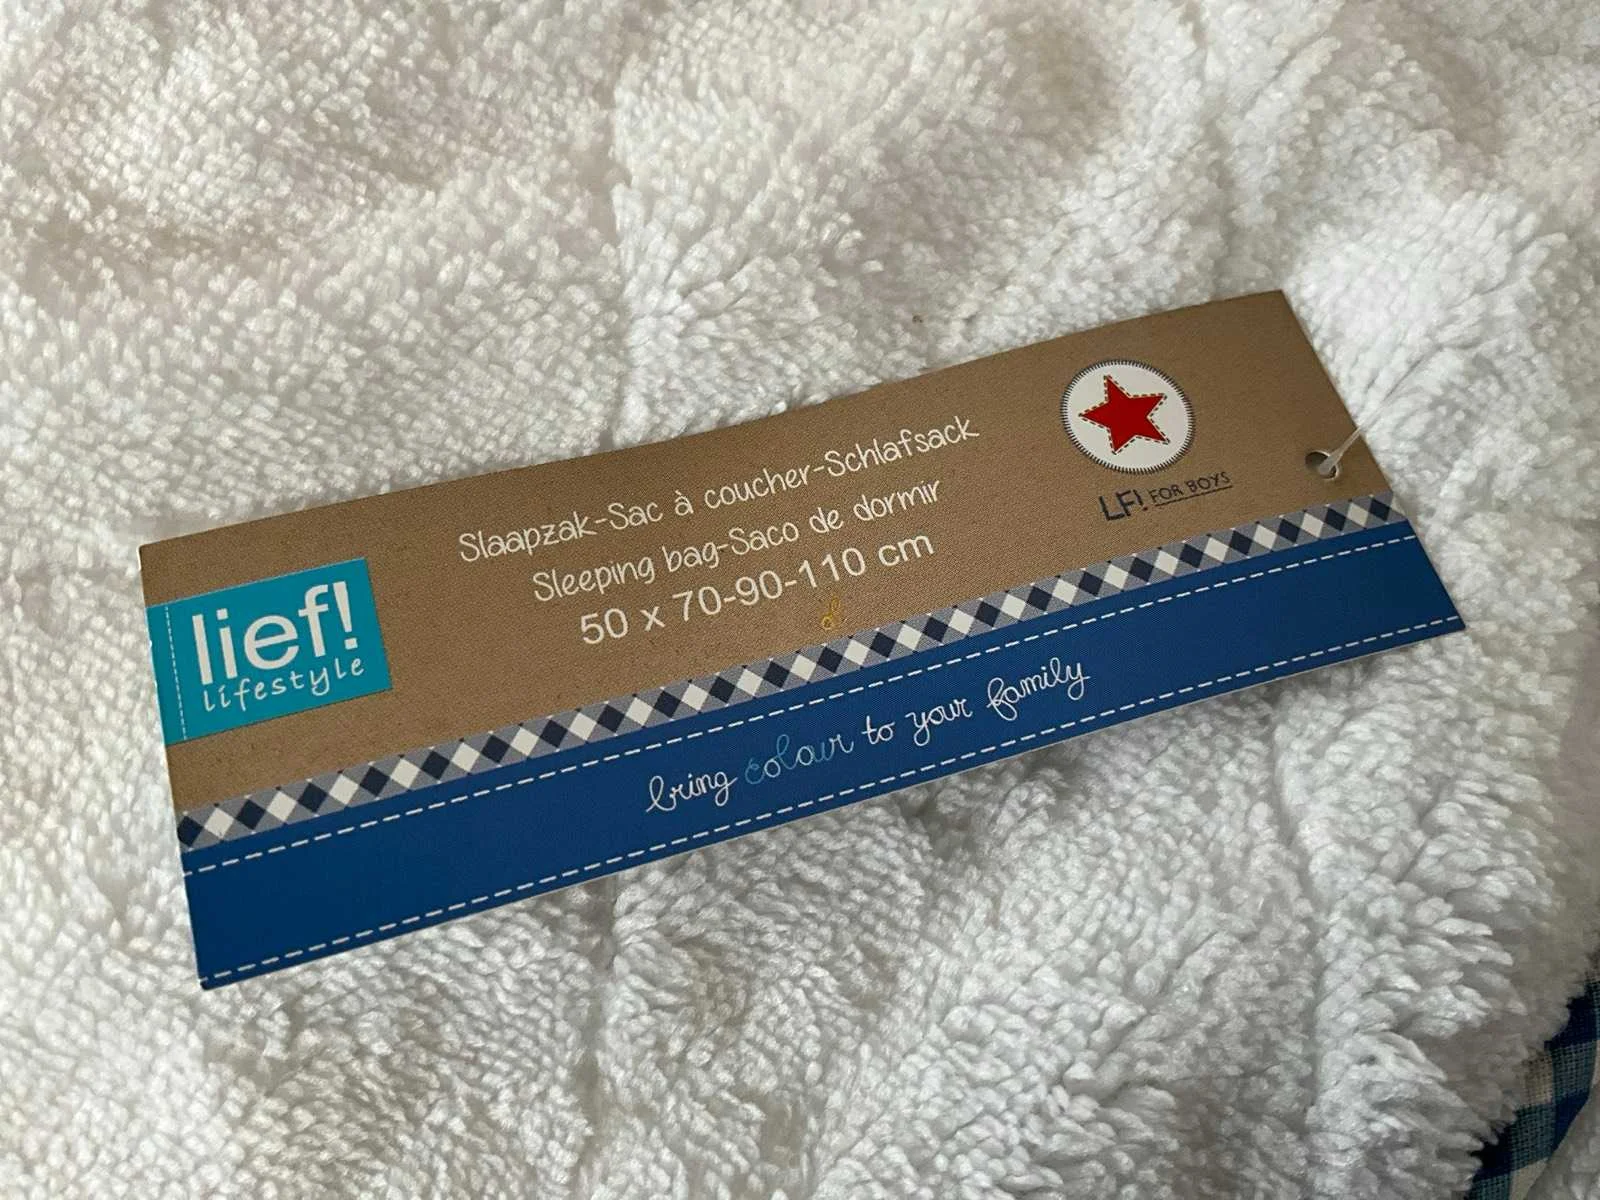 Slaapzak-Sac à coucher-Schlafsack
Sleeping bag-Saco de dormir
50 x 70-90-110 cm
lief!
lifestyle
LF! FOR BOYS
bring colour to your family